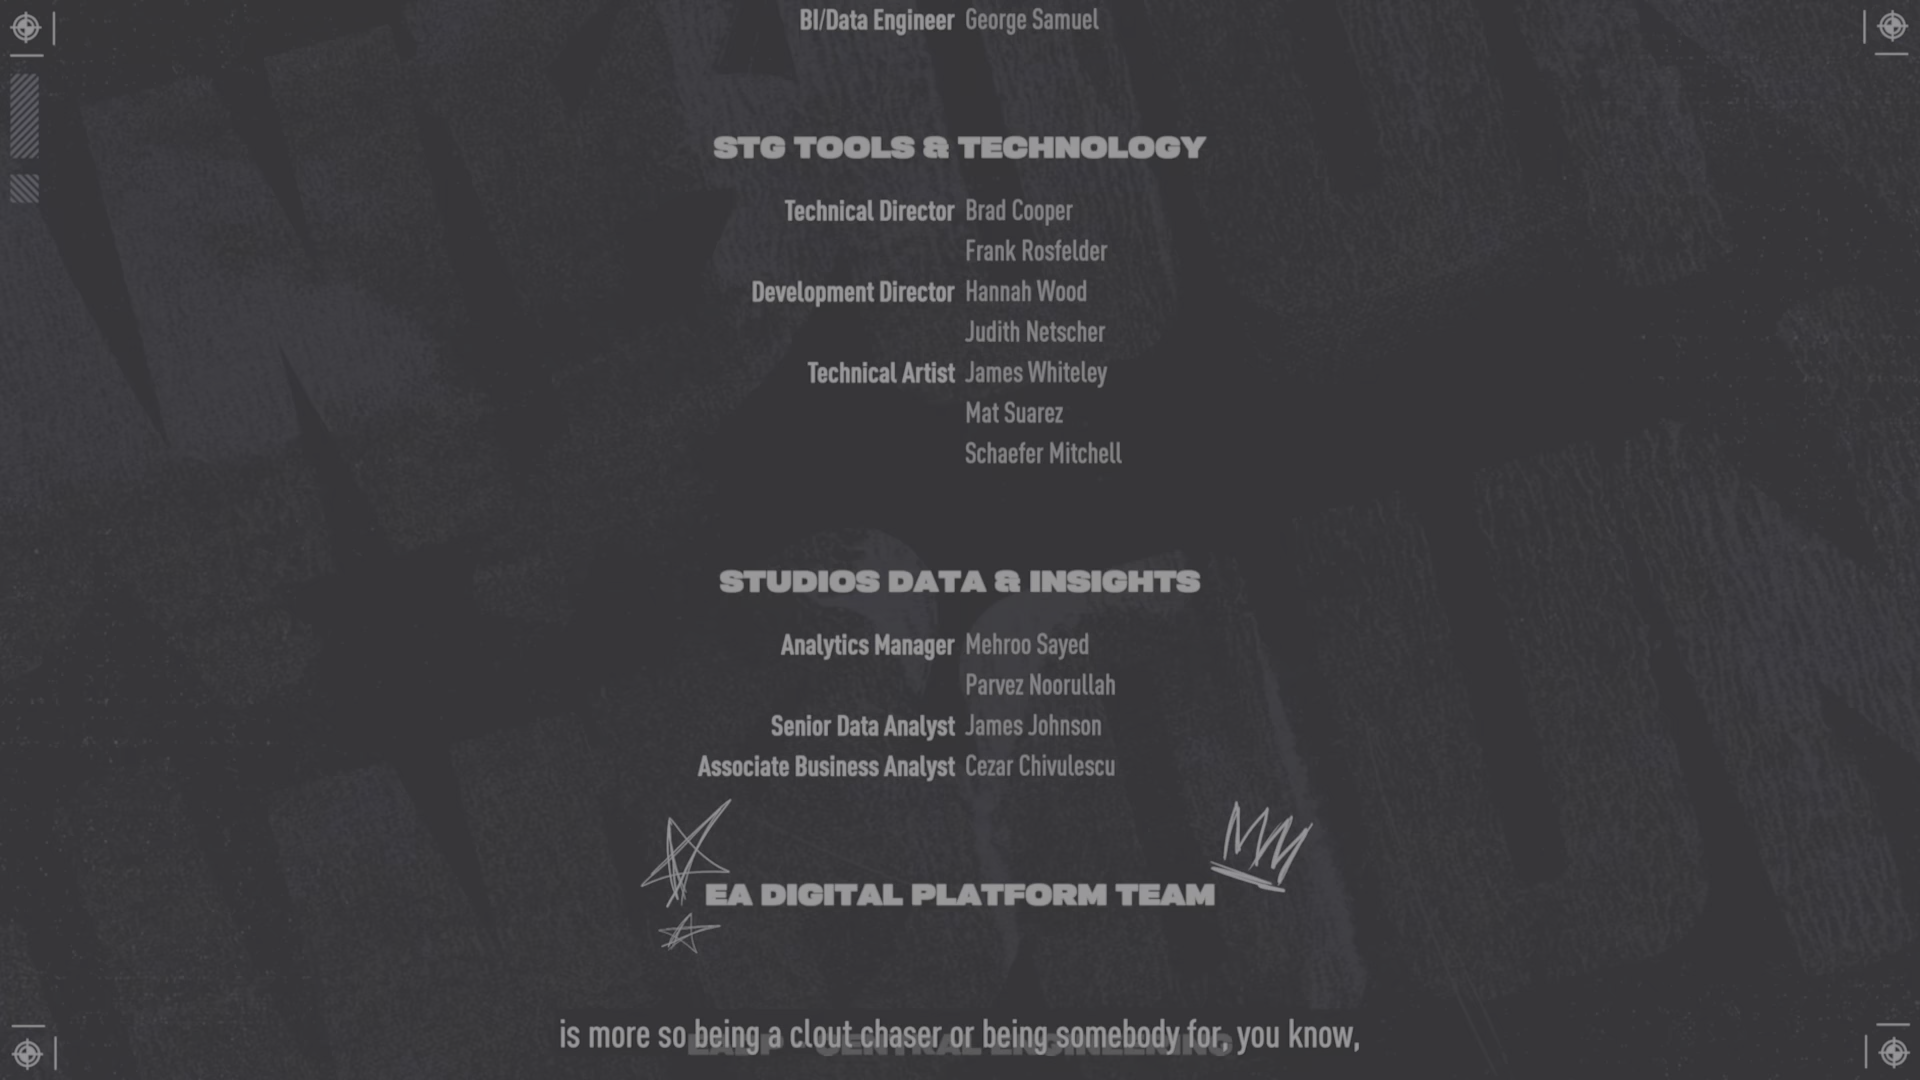 BI/Data Engineer George Samuel
STG TOOLS & TECHNOLOGY
Technical Director Brad Cooper
Frank Rosfelder
Development Director Hannah Wood
Judith Netscher
Technical Artist James Whiteley
Mat Suarez
Schaefer Mitchell
STUDIOS DATA & INSIGHTS
Analytics Manager Mehroo Sayed
Parvez Noorullah
Senior Data Analyst James Johnson
Associate Business Analyst Cezar Chivulescu
EA DIGITAL PLATFORM TEAM
is more so being a clout chaser or being somebody for, you know,
EADP - CENTRAL ENGINEERING